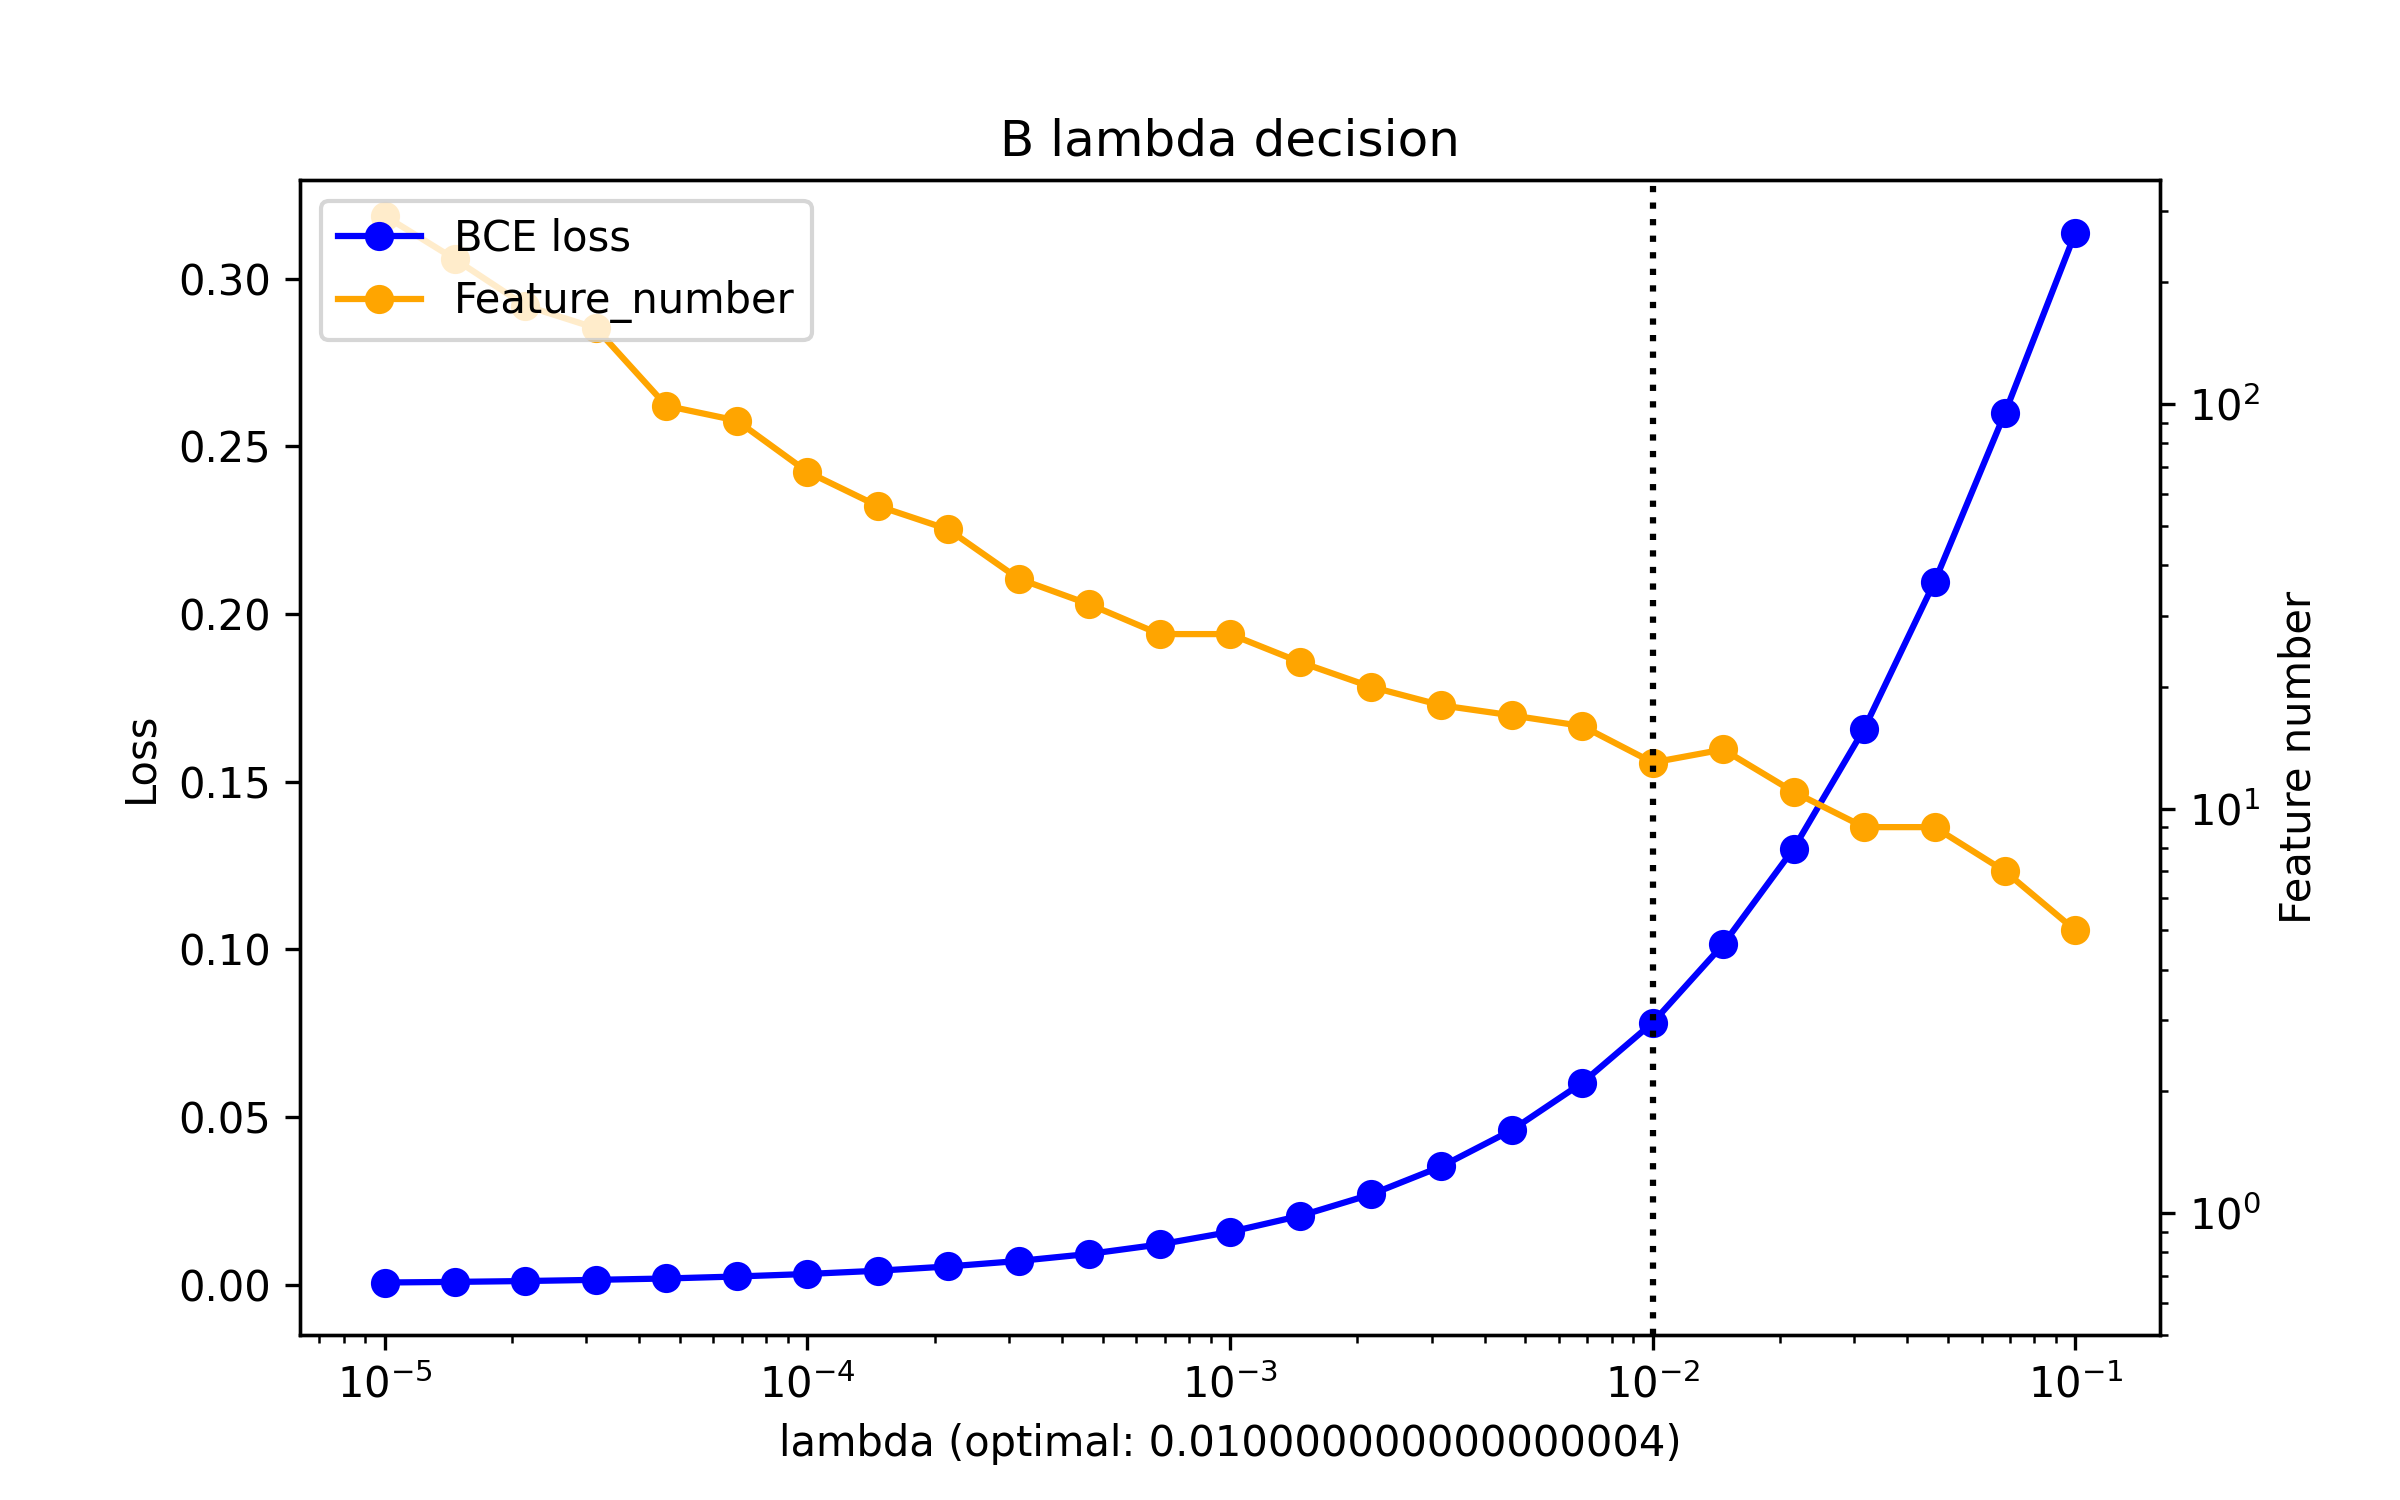 B lambda decision
BCE loss
Feature_number
0.30
0.25
0.20
0.15
0.10
0.05
0.00
Loss
10²
10¹
10⁰
Feature number
10⁻⁵ 10⁻⁴ 10⁻³ 10⁻² 10⁻¹
lambda (optimal: 0.010000000000000004)